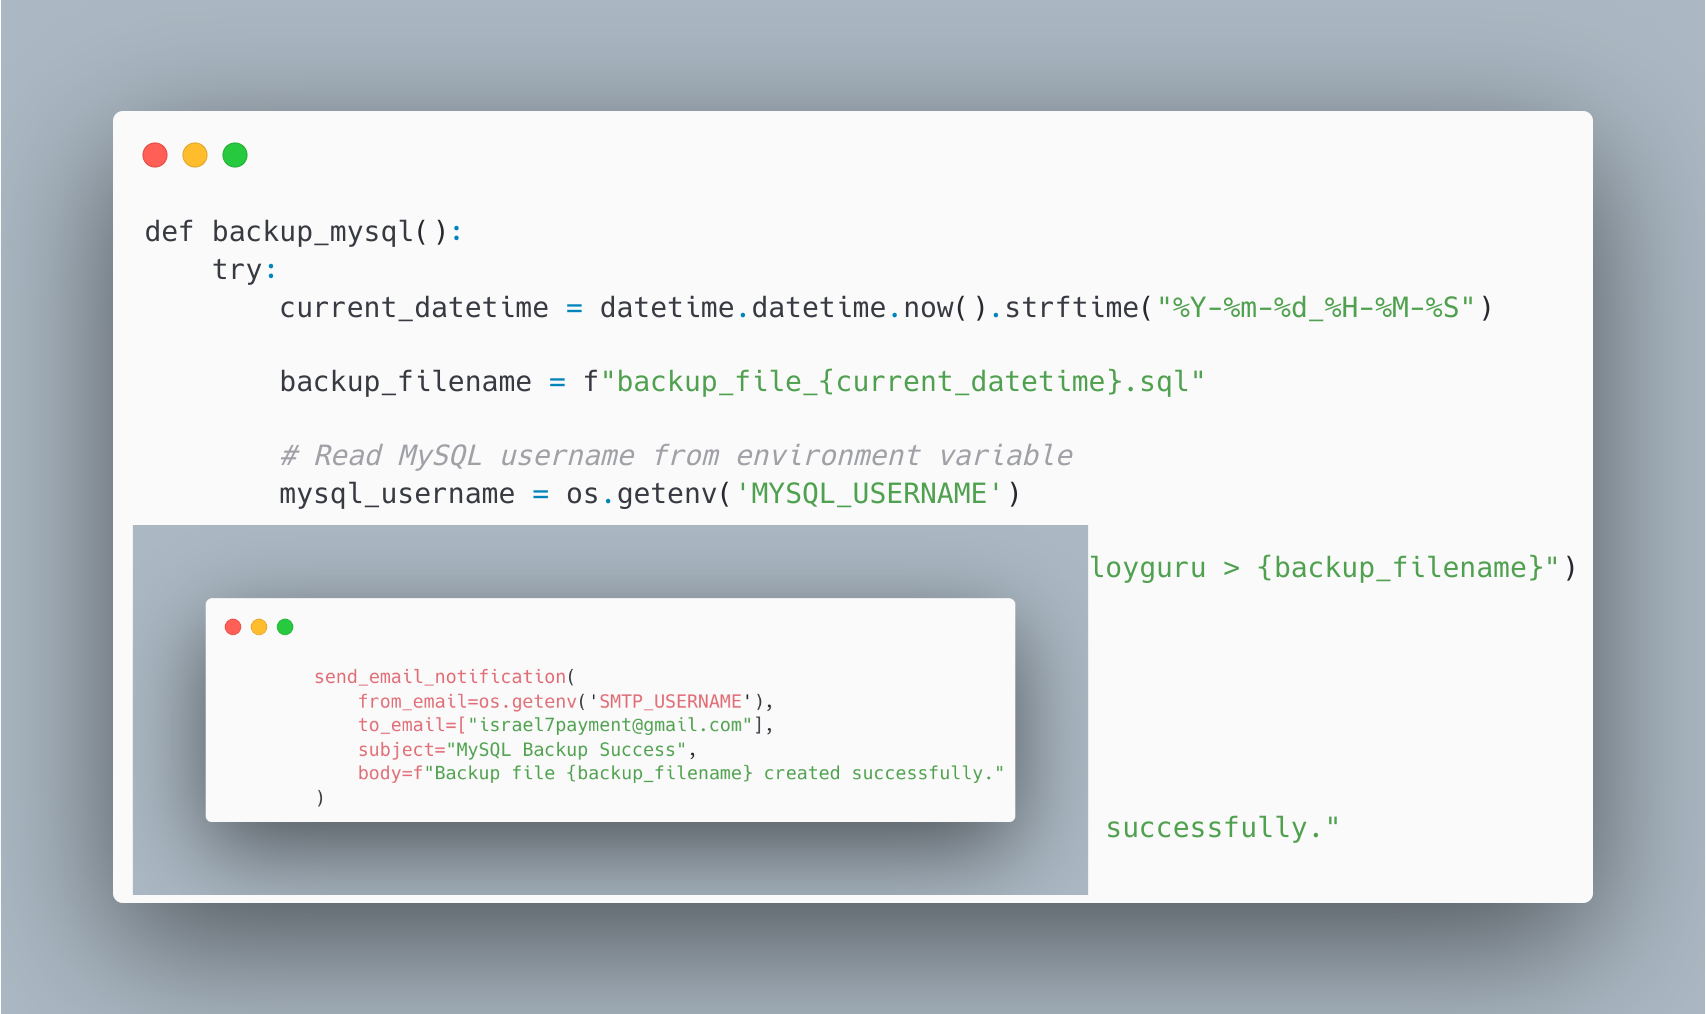 def backup_mysql():
    try:
        current_datetime = datetime.datetime.now().strftime("%Y-%m-%d_%H-%M-%S")
        backup_filename = f"backup_file_{current_datetime}.sql"
        # Read MySQL username from environment variable
        mysql_username = os.getenv('MYSQL_USERNAME')
loyguru > {backup_filename}")
send_email_notification(
    from_email=os.getenv('SMTP_USERNAME'),
    to_email=["israel7payment@gmail.com"],
    subject="MySQL Backup Success",
    body=f"Backup file {backup_filename} created successfully."
)
successfully."